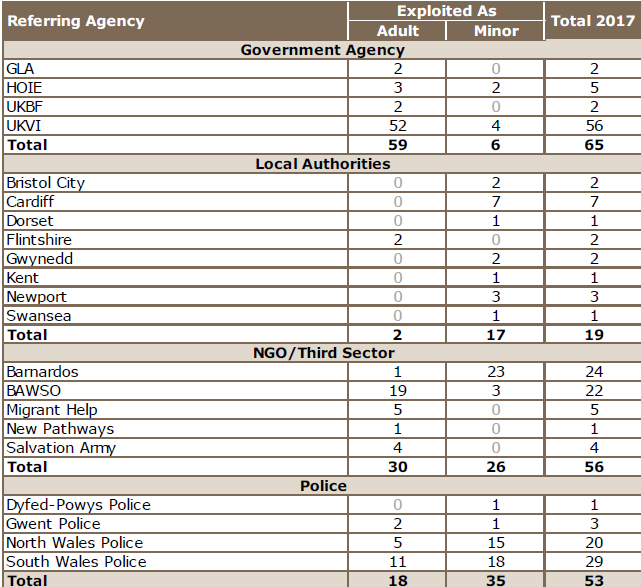 Referring Agency Exploited As Total 2017
Adult Minor
Government Agency
GLA 2 0 2
HOIE 3 2 5
UKBF 2 0 2
UKVI 52 4 56
Total 59 6 65
Local Authorities
Bristol City 0 2 2
Cardiff 0 7 7
Dorset 0 1 1
Flintshire 2 0 2
Gwynedd 0 2 2
Kent 0 1 1
Newport 0 3 3
Swansea 0 1 1
Total 2 17 19
NGO/Third Sector
Barnardos 1 23 24
BAWSO 19 3 22
Migrant Help 5 0 5
New Pathways 1 0 1
Salvation Army 4 0 4
Total 30 26 56
Police
Dyfed-Powys Police 0 1 1
Gwent Police 2 1 3
North Wales Police 5 15 20
South Wales Police 11 18 29
Total 18 35 53